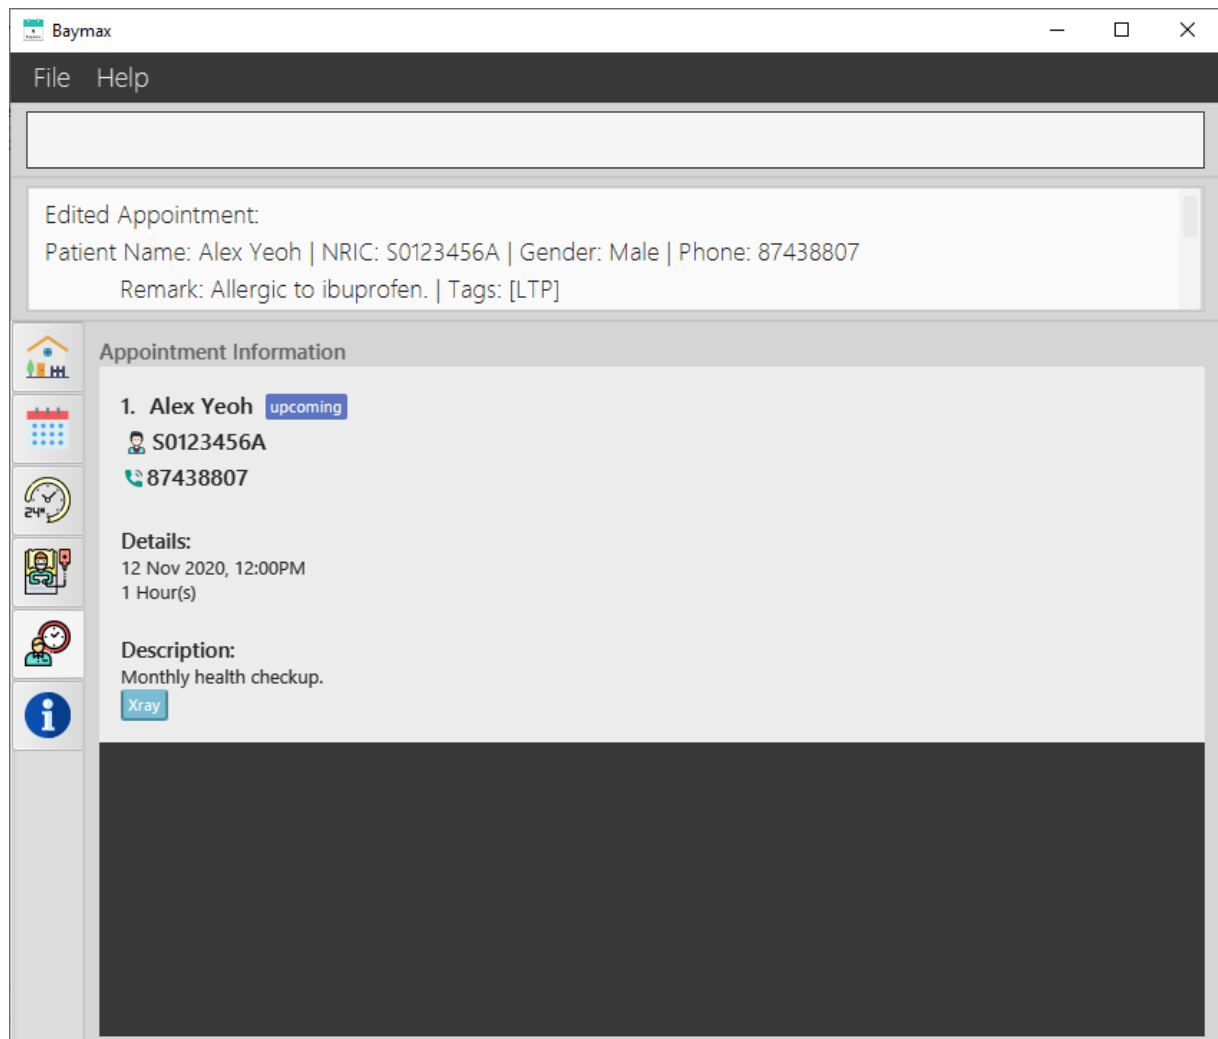 Baymax
File Help
Edited Appointment:
Patient Name: Alex Yeoh | NRIC: S0123456A | Gender: Male | Phone: 87438807
Remark: Allergic to ibuprofen. | Tags: [LTP]
Appointment Information
1. Alex Yeoh upcoming
S0123456A
87438807
24H
Details:
12 Nov 2020, 12:00PM
1 Hour(s)
Description:
Monthly health checkup.
Xray